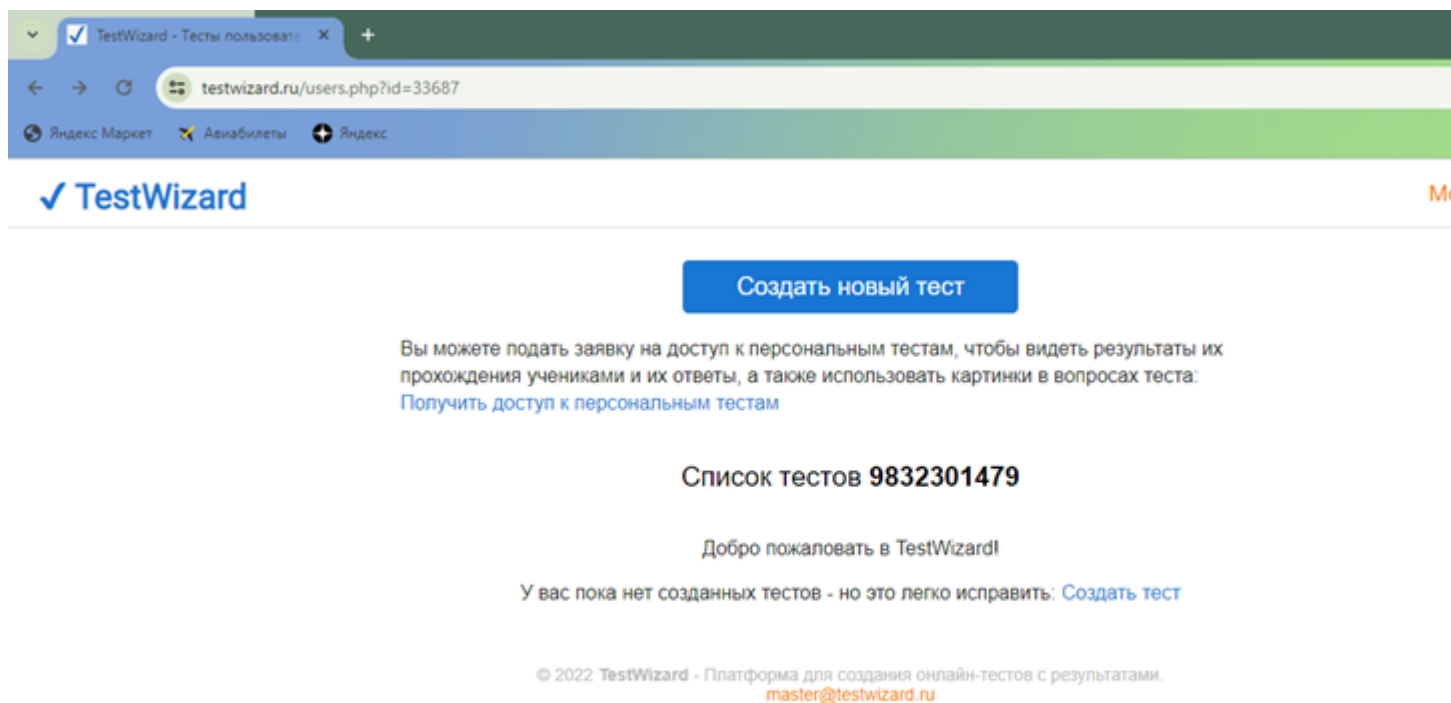 TestWizard - Тесты пользовате
testwizard.ru/users.php?id=33687
Яндекс Маркет Авиабилеты Яндекс
TestWizard
Создать новый тест
Вы можете подать заявку на доступ к персональным тестам, чтобы видеть результаты их
прохождения учениками и их ответы, а также использовать картинки в вопросах теста:
Получить доступ к персональным тестам
Список тестов 9832301479
Добро пожаловать в TestWizard!
У вас пока нет созданных тестов - но это легко исправить: Создать тест
© 2022 TestWizard - Платформа для создания онлайн-тестов с результатами.
master@testwizard.ru